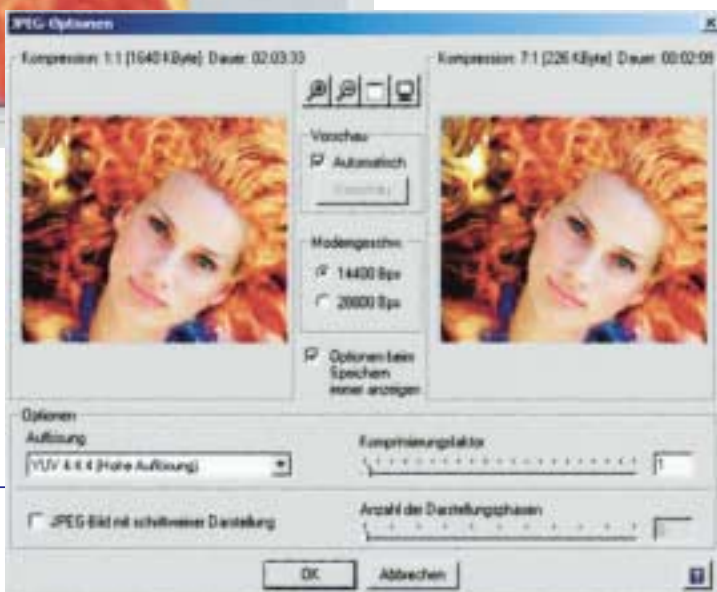 JPEG-Optionen
Kompression: 1:1 (1640 KByte) Dauer: 02:03:33
Kompression: 7:1 (226 KByte) Dauer: 00:02:08
Vorschau
Automatisch
Vorschau
Modemgeschw.
14400 Bps
28800 Bps
Optionen beim
Speichern
immer anzeigen
Optionen
Auflösung
YUV 4:4:4 (Hohe Auflösung)
Komprimierungsfaktor
1
JPEG-Bild mit schrittweiser Darstellung
Anzahl der Darstellungsphasen
OK
Abbrechen
?